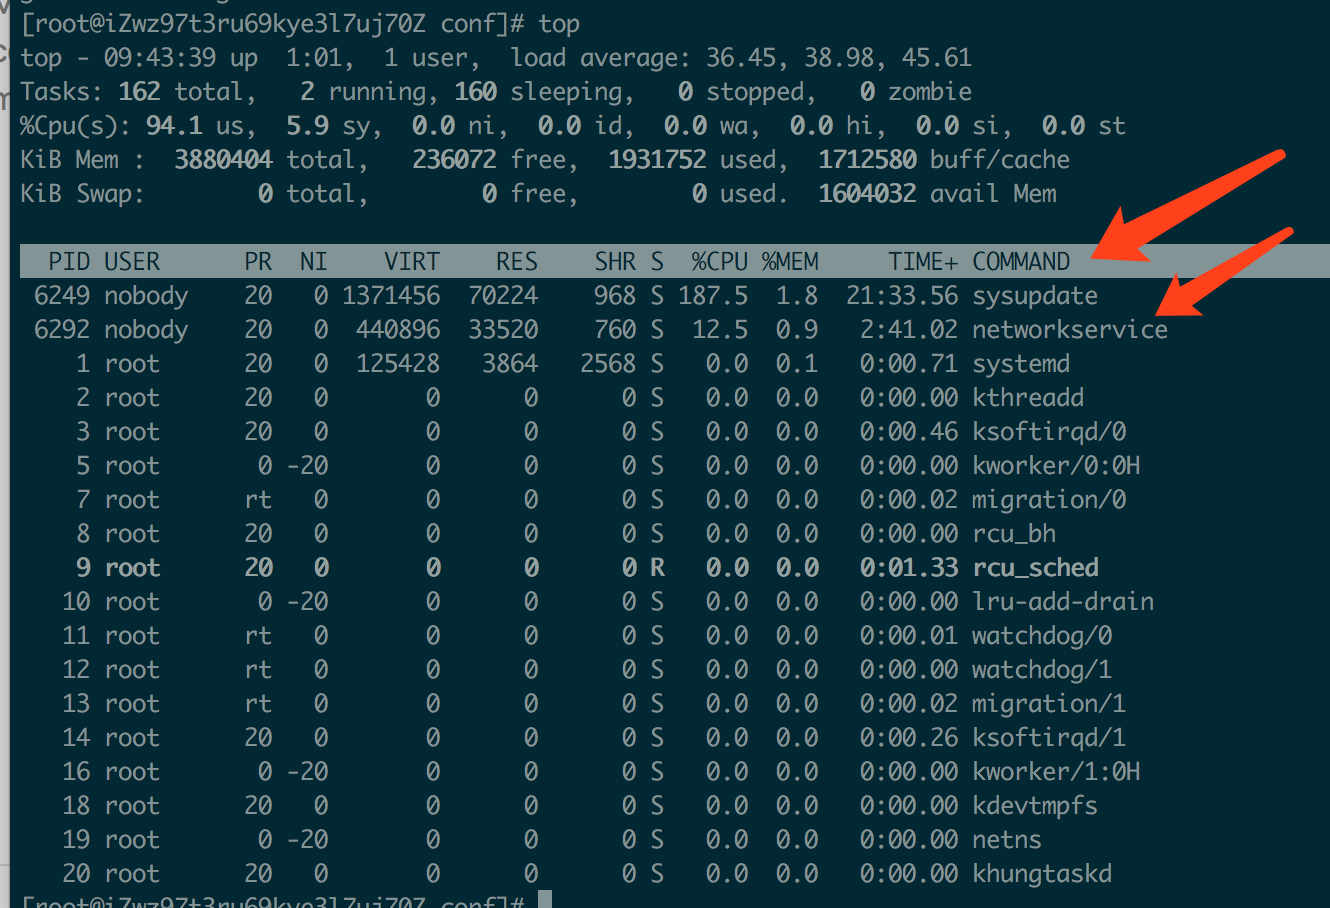 [root@iZwz97t3ru69kye3l7uj70Z conf]# top
top - 09:43:39 up  1:01,  1 user,  load average: 36.45, 38.98, 45.61
Tasks: 162 total,   2 running, 160 sleeping,   0 stopped,   0 zombie
%Cpu(s): 94.1 us,  5.9 sy,  0.0 ni,  0.0 id,  0.0 wa,  0.0 hi,  0.0 si,  0.0 st
KiB Mem :  3880404 total,   236072 free,  1931752 used,  1712580 buff/cache
KiB Swap:        0 total,        0 free,        0 used.  1604032 avail Mem
PID USER      PR  NI    VIRT    RES    SHR S  %CPU %MEM     TIME+ COMMAND
6249 nobody    20   0 1371456  70224    968 S 187.5  1.8  21:33.56 sysupdate
6292 nobody    20   0  440896  33520    760 S  12.5  0.9   2:41.02 networkservice
1 root      20   0  125428   3864   2568 S   0.0  0.1   0:00.71 systemd
2 root      20   0       0      0      0 S   0.0  0.0   0:00.00 kthreadd
3 root      20   0       0      0      0 S   0.0  0.0   0:00.46 ksoftirqd/0
5 root       0 -20       0      0      0 S   0.0  0.0   0:00.00 kworker/0:0H
7 root      rt   0       0      0      0 S   0.0  0.0   0:00.02 migration/0
8 root      20   0       0      0      0 S   0.0  0.0   0:00.00 rcu_bh
9 root      20   0       0      0      0 R   0.0  0.0   0:01.33 rcu_sched
10 root       0 -20       0      0      0 S   0.0  0.0   0:00.00 lru-add-drain
11 root      rt   0       0      0      0 S   0.0  0.0   0:00.01 watchdog/0
12 root      rt   0       0      0      0 S   0.0  0.0   0:00.00 watchdog/1
13 root      rt   0       0      0      0 S   0.0  0.0   0:00.02 migration/1
14 root      20   0       0      0      0 S   0.0  0.0   0:00.26 ksoftirqd/1
16 root       0 -20       0      0      0 S   0.0  0.0   0:00.00 kworker/1:0H
18 root      20   0       0      0      0 S   0.0  0.0   0:00.00 kdevtmpfs
19 root       0 -20       0      0      0 S   0.0  0.0   0:00.00 netns
20 root      20   0       0      0      0 S   0.0  0.0   0:00.00 khungtaskd
[root@iZwz97t3ru69kye3l7uj70Z conf]#